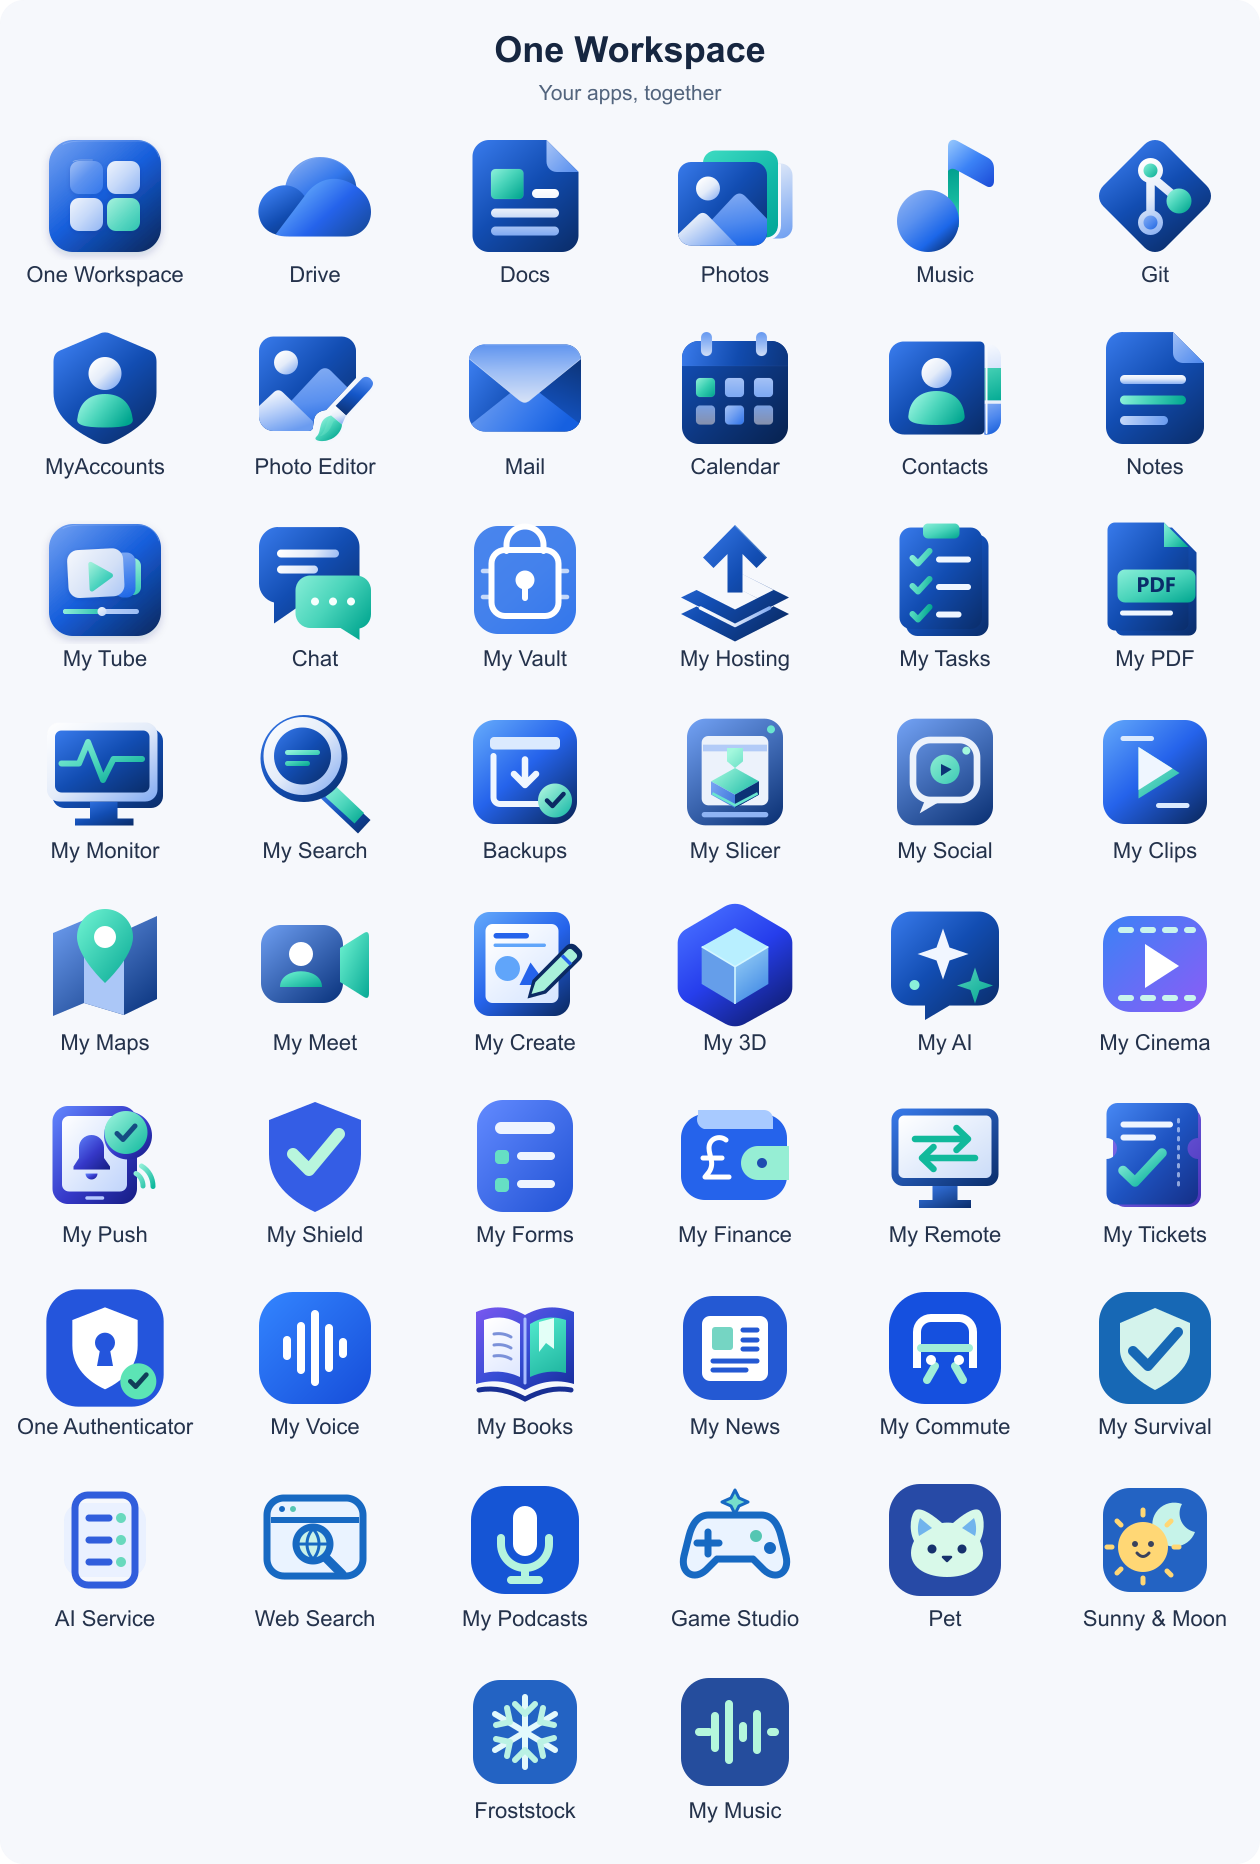 One Workspace
Your apps, together
One Workspace
Drive
Docs
Photos
Music
Git
MyAccounts
Photo Editor
Mail
Calendar
Contacts
Notes
PDF
My Tube
Chat
My Vault
My Hosting
My Tasks
My PDF
My Monitor
My Search
Backups
My Slicer
My Social
My Clips
My Maps
My Meet
My Create
My 3D
My AI
My Cinema
£
My Push
My Shield
My Forms
My Finance
My Remote
My Tickets
One Authenticator
My Voice
My Books
My News
My Commute
My Survival
AI Service
Web Search
My Podcasts
Game Studio
Pet
Sunny & Moon
Froststock
My Music